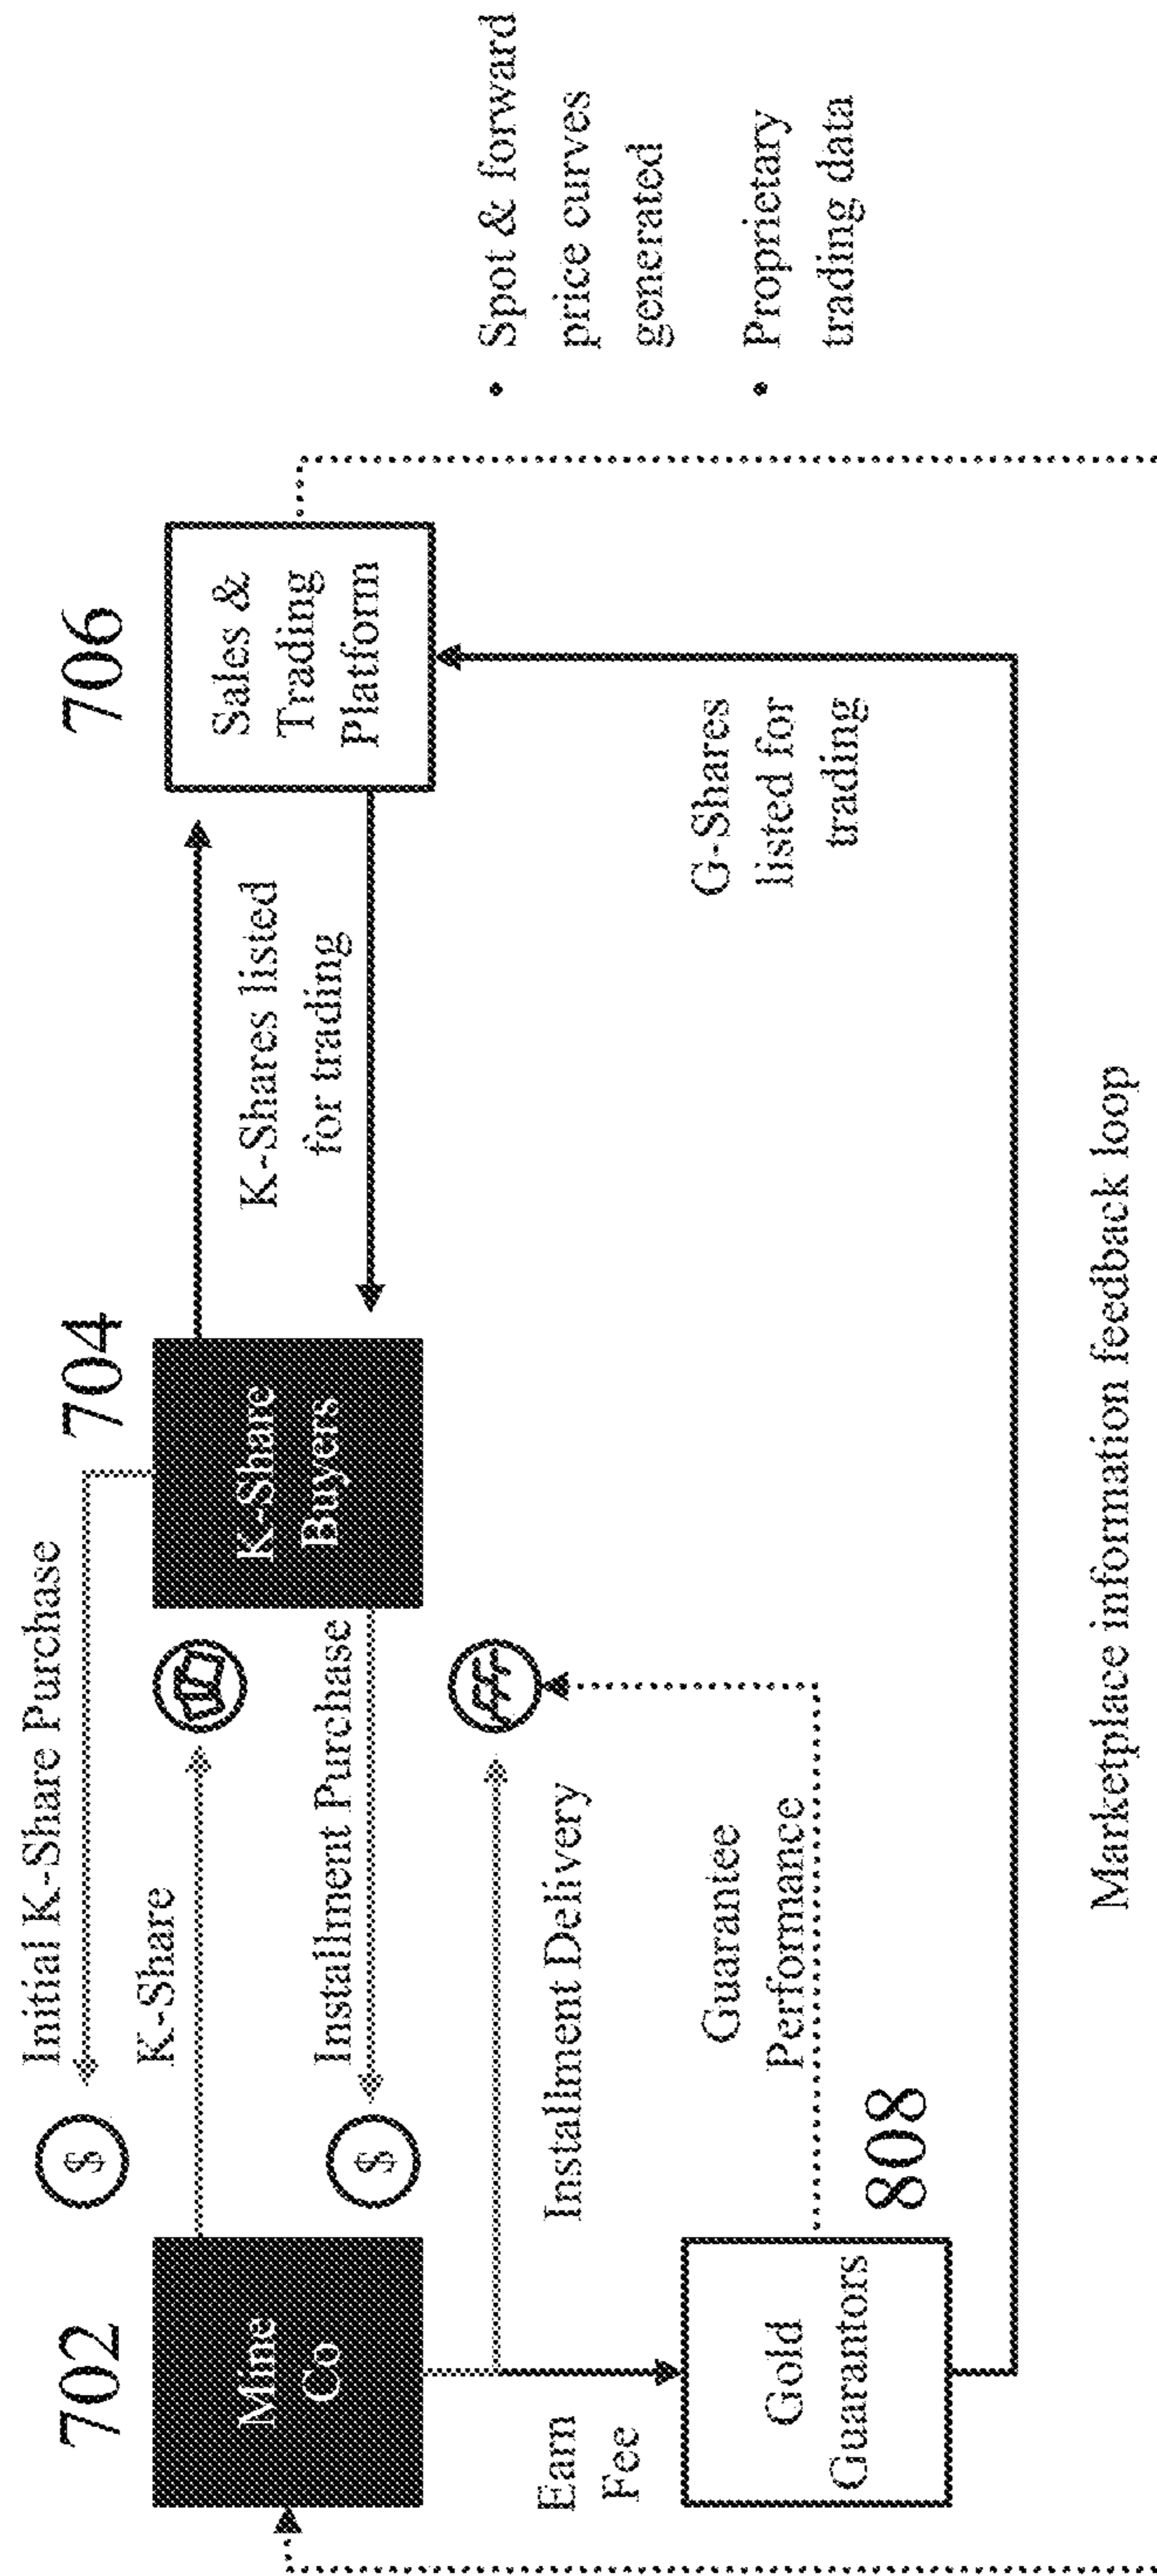 702
704
706
Initial K-Share Purchase
$
K-Share
Mine
Co
K-Share
Buyers
Sales &
Trading
Platform
K-Shares listed
for trading
Installment Purchase
$
Installment Delivery
Earn
Fee
Guarantee
Performance
808
Gold
Guarantors
G-Shares
listed for
trading
• Spot & forward
price curves
generated
• Proprietary
trading data
Marketplace information feedback loop